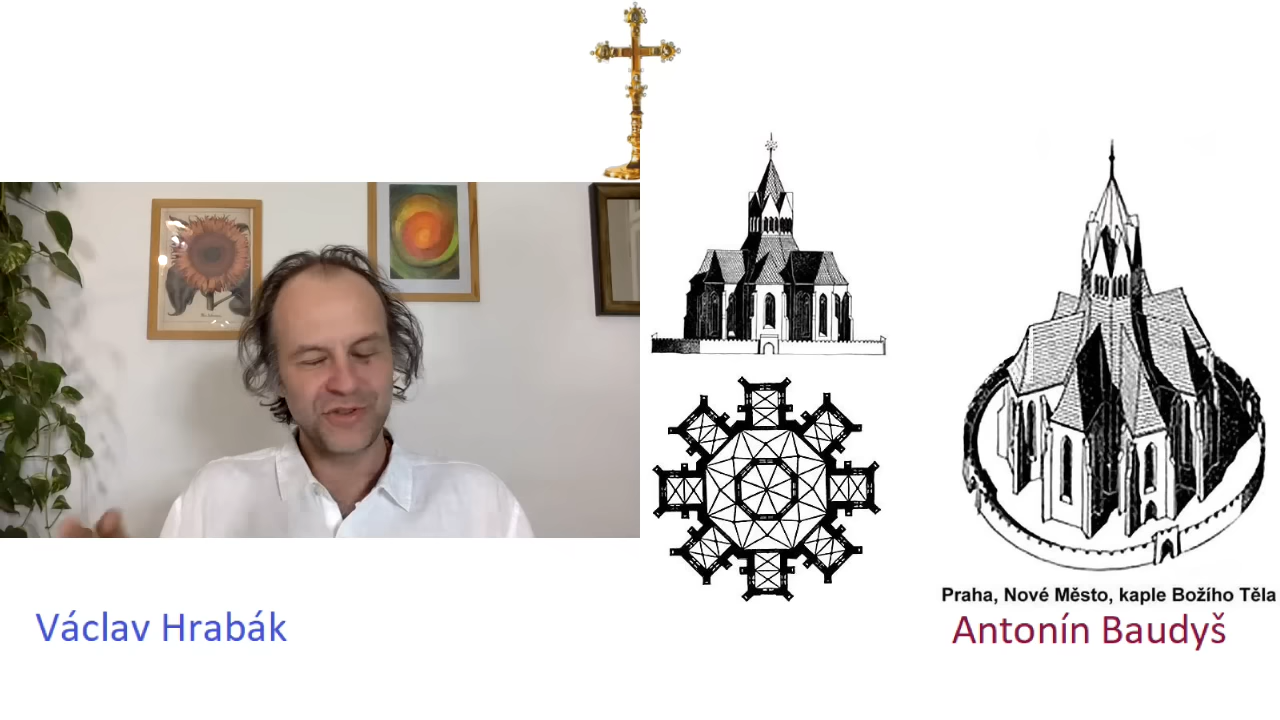 Praha, Nové Město, kaple Božího Těla
Václav Hrabák
Antonín Baudyš